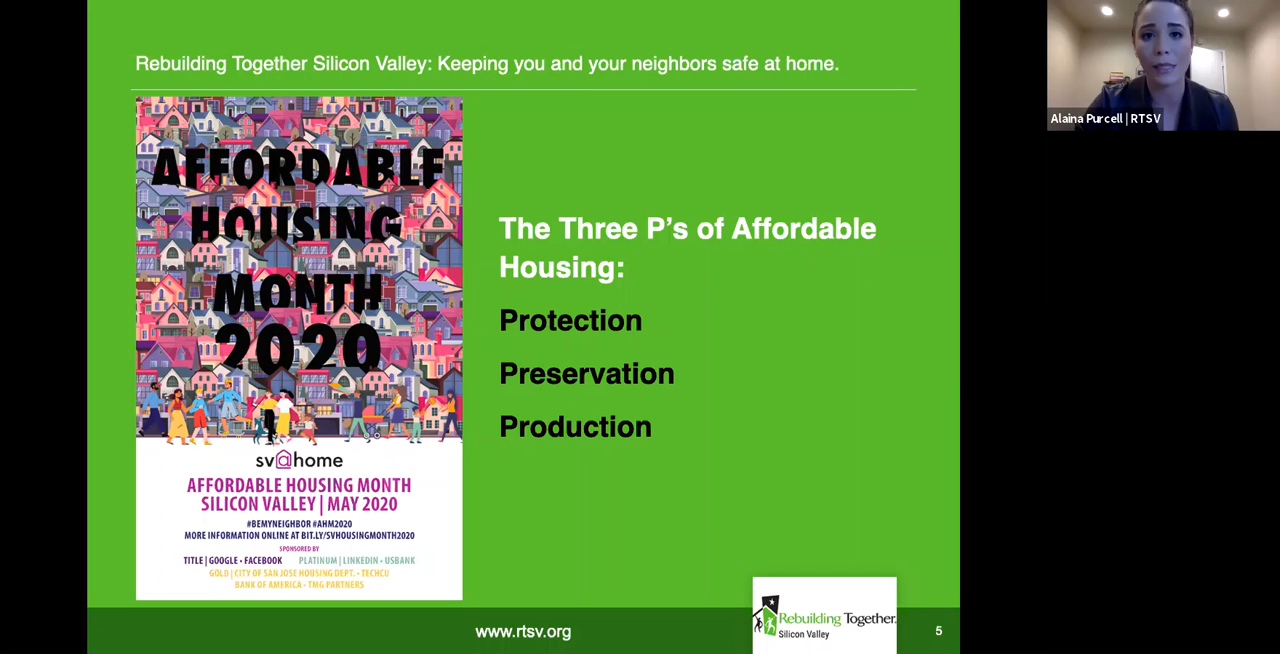 Rebuilding Together Silicon Valley: Keeping you and your neighbors safe at home.
AFFORDABLE
HOUSING
MONTH
2020
sv@home
AFFORDABLE HOUSING MONTH
SILICON VALLEY | MAY 2020
#BEMYNEIGHBOR #AHM2020
MORE INFORMATION ONLINE AT BIT.LY/SVHOUSINGMONTH2020
SPONSORED BY
TITLE | GOOGLE • FACEBOOK PLATINUM | LINKEDIN • USBANK
GOLD | CITY OF SAN JOSE HOUSING DEPT. • TECHCU
BANK OF AMERICA • TMG PARTNERS
The Three P’s of Affordable
Housing:
Protection
Preservation
Production
www.rtsv.org
Rebuilding Together.
Silicon Valley
5
Alaina Purcell | RTSV